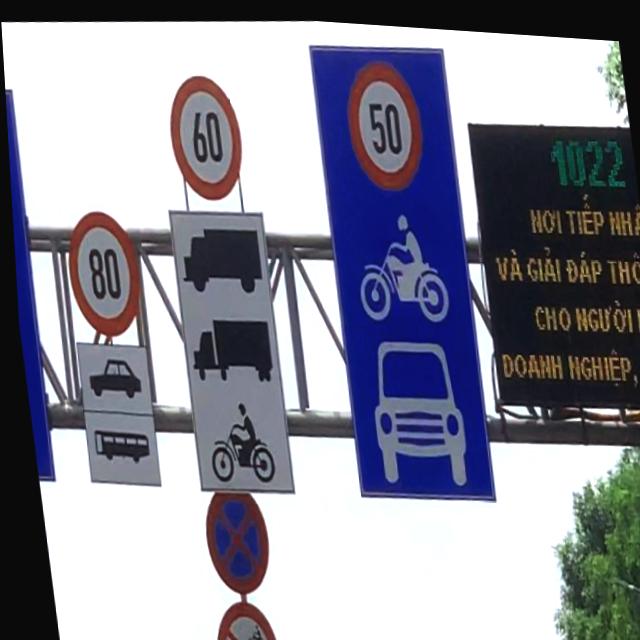 80
60
50
1022
NƠI TIẾP
VÀ GIẢI ĐÁP
CHO NGƯỜI
DOANH NGHIỆP,